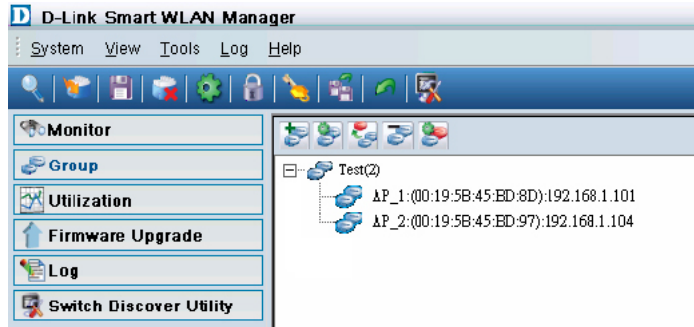 D-Link Smart WLAN Manager
System View Tools Log Help
Monitor
Group
Utilization
Firmware Upgrade
Log
Switch Discover Utility
Test(2)
AP_1:(00:19:5B:45:BD:8D):192.168.1.101
AP_2:(00:19:5B:45:BD:97):192.168.1.104